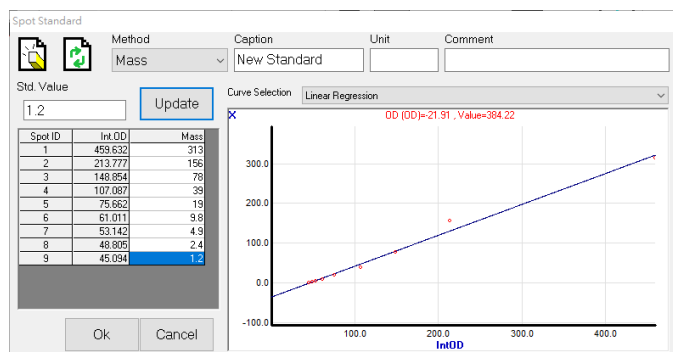 Spot Standard
Method Caption Unit Comment
Mass New Standard
Std. Value
1.2 Update
Curve Selection Linear Regression
X OD (OD)=-21.91 , Value=384.22
Spot ID Int.OD Mass
1 459.632 313
2 213.777 156
3 148.854 78
4 107.087 39
5 75.662 19
6 61.011 9.8
7 53.142 4.9
8 48.805 2.4
9 45.094 1.2
300.0
200.0
100.0
0.0
-100.0
100.0 200.0 300.0 400.0
IntOD
Ok Cancel